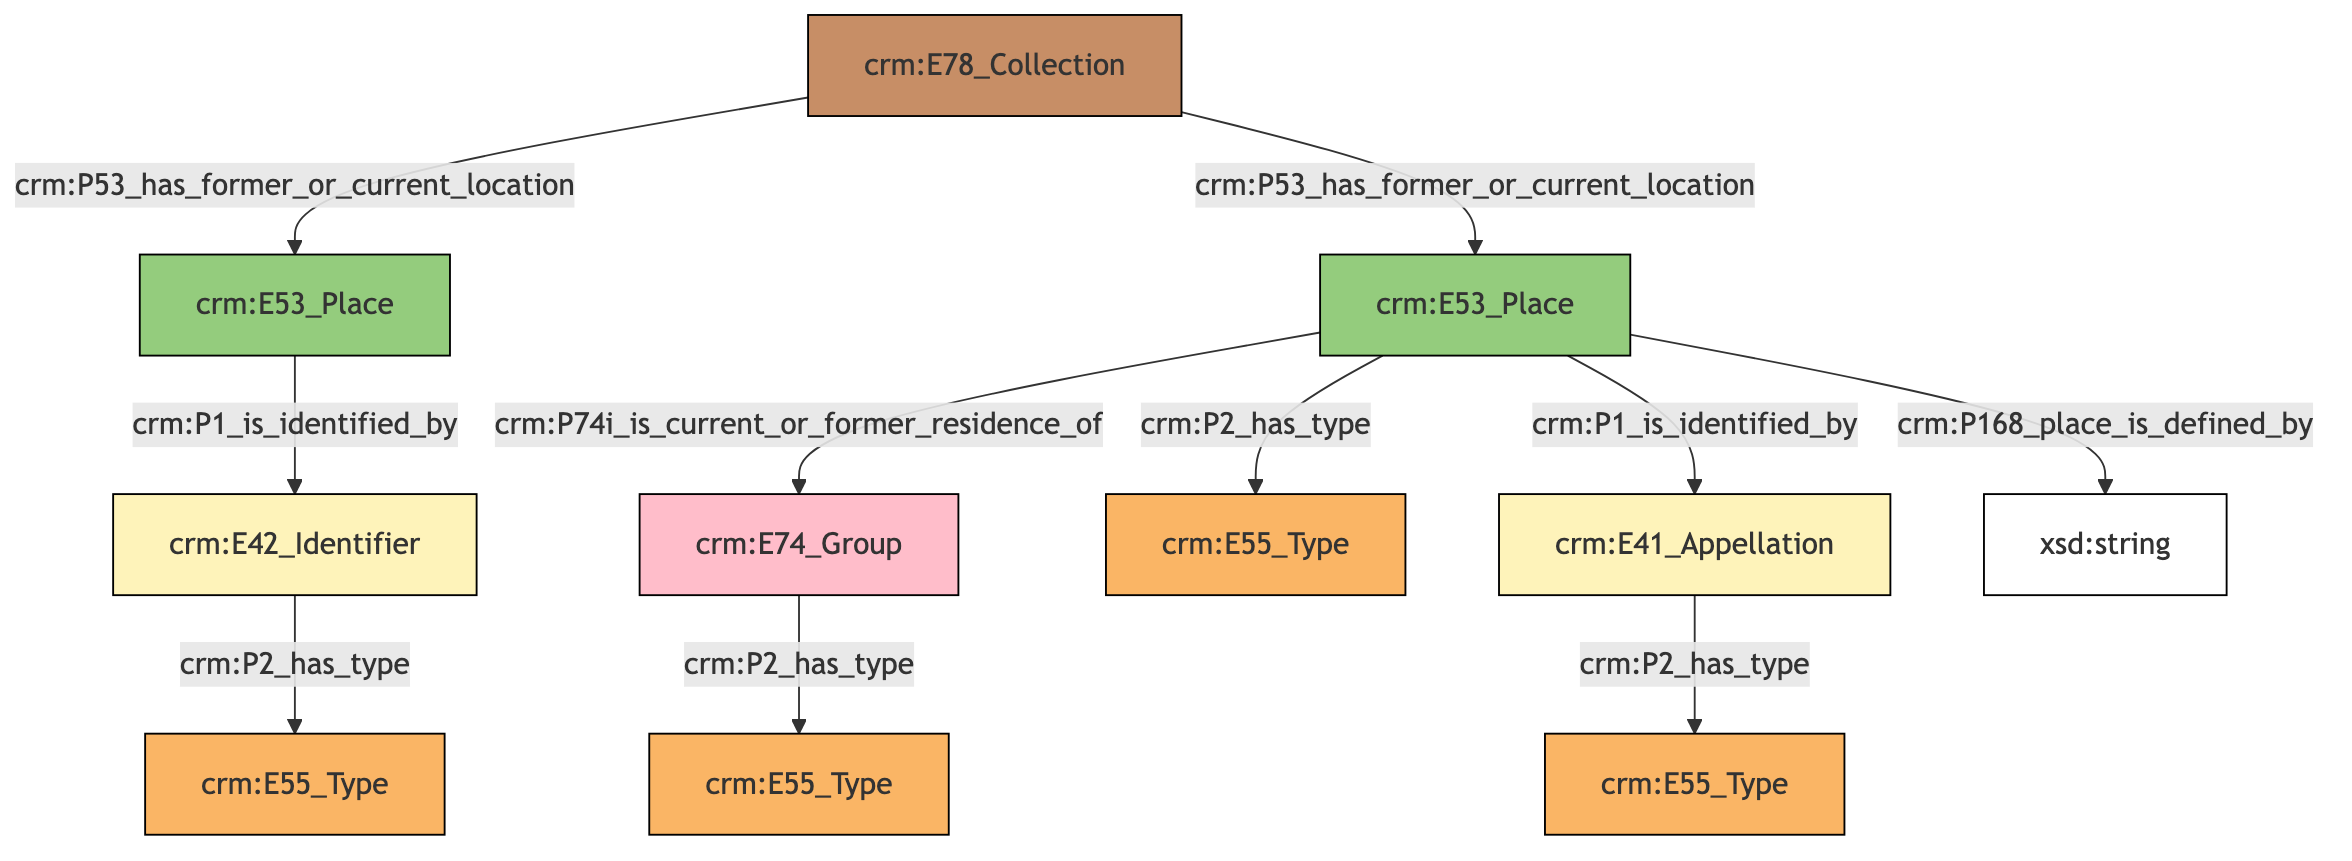 crm:E78_Collection
crm:P53_has_former_or_current_location
crm:P53_has_former_or_current_location
crm:E53_Place
crm:E53_Place
crm:P1_is_identified_by
crm:P74i_is_current_or_former_residence_of
crm:P2_has_type
crm:P1_is_identified_by
crm:P168_place_is_defined_by
crm:E42_Identifier
crm:E74_Group
crm:E55_Type
crm:E41_Appellation
xsd:string
crm:P2_has_type
crm:P2_has_type
crm:P2_has_type
crm:E55_Type
crm:E55_Type
crm:E55_Type